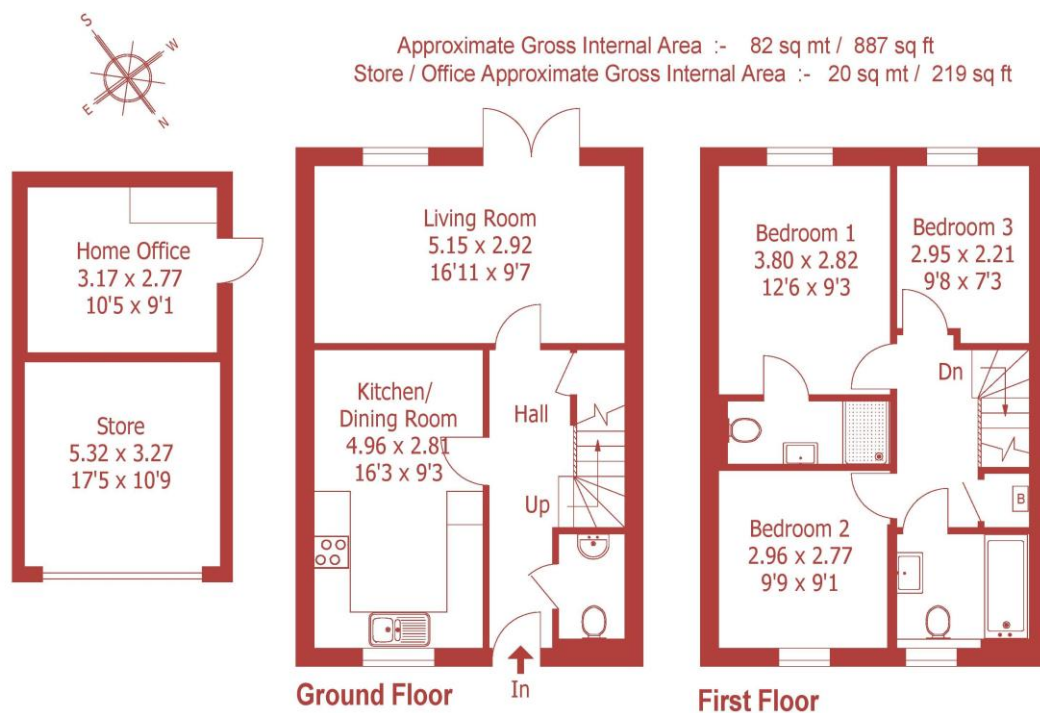 S
W
E
N
Approximate Gross Internal Area :- 82 sq mt / 887 sq ft
Store / Office Approximate Gross Internal Area :- 20 sq mt / 219 sq ft
Home Office
3.17 x 2.77
10'5 x 9'1
Store
5.32 x 3.27
17'5 x 10'9
Living Room
5.15 x 2.92
16'11 x 9'7
Kitchen/
Dining Room
4.96 x 2.81
16'3 x 9'3
Hall
Up
In
Ground Floor
Bedroom 1
3.80 x 2.82
12'6 x 9'3
Bedroom 3
2.95 x 2.21
9'8 x 7'3
Dn
B
Bedroom 2
2.96 x 2.77
9'9 x 9'1
First Floor